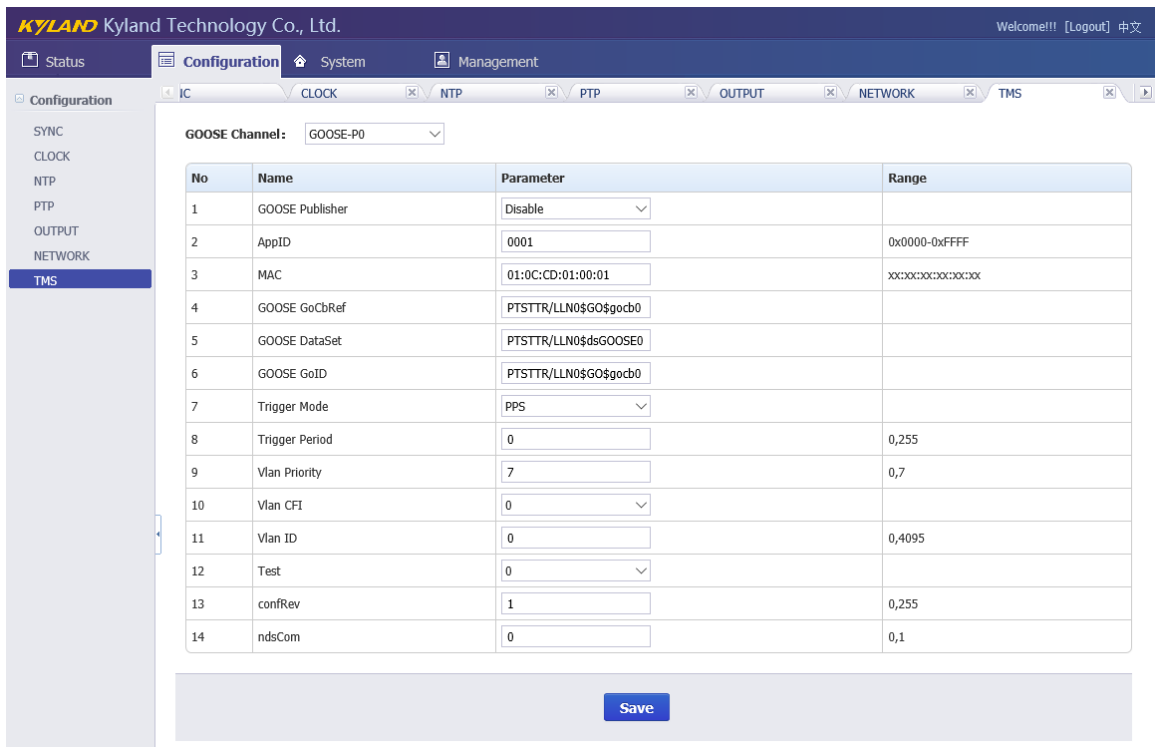 KYLAND Kyland Technology Co., Ltd.
Welcome!!! [Logout] 中文
Status Configuration System Management
Configuration
SYNC
CLOCK
NTP
PTP
OUTPUT
NETWORK
TMS
NC CLOCK NTP PTP OUTPUT NETWORK TMS
GOOSE Channel: GOOSE-P0
No Name Parameter Range
1 GOOSE Publisher Disable
2 AppID 0001 0x0000-0xFFFF
3 MAC 01:0C:CD:01:00:01 xx:xx:xx:xx:xx:xx
4 GOOSE GoCbRef PTSTTR/LLN0$GO$gocb0
5 GOOSE DataSet PTSTTR/LLN0$dsGOOSE0
6 GOOSE GoID PTSTTR/LLN0$GO$gocb0
7 Trigger Mode PPS
8 Trigger Period 0 0,255
9 Vlan Priority 7 0,7
10 Vlan CFI 0
11 Vlan ID 0 0,4095
12 Test 0
13 confRev 1 0,255
14 ndsCom 0 0,1
Save